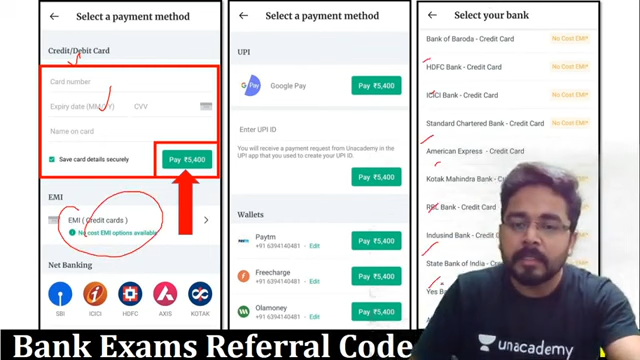 Select a payment method
Credit/Debit Card
Card number
Expiry date (MM/YY)
CVV
Name on card
Save card details securely
Pay ₹5,400
EMI
EMI ( Credit cards )
No cost EMI options available
Net Banking
SBI
ICICI
HDFC
AXIS
KOTAK
Select a payment method
UPI
G Pay
Google Pay
Pay ₹5,400
Enter UPI ID
You will receive a payment request from Unacademy in
the UPI app that you used to create your UPI ID.
Pay ₹5,400
Wallets
Paytm
Paytm
+91 6394140481 - Edit
Pay ₹5,400
Freecharge
+91 6394140481 - Edit
Pay ₹5,400
Olamoney
+91 6394140481 - Edit
Pay ₹5,400
Select your bank
Bank of Baroda - Credit Card
No Cost EMI*
HDFC Bank - Credit Card
No Cost EMI*
ICICI Bank - Credit Card
No Cost EMI*
Standard Chartered Bank - Credit Card
No Cost EMI*
American Express - Credit Card
Kotak Mahindra Bank - Credit Card
RBL Bank - Credit Card
Indusind Bank - Credit Card
State Bank of India -
Yes Ban
unacademy
Bank Exams Referral Code